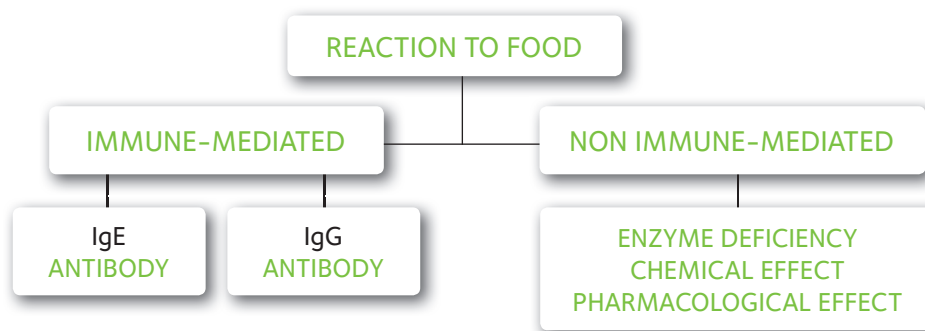 REACTION TO FOOD
IMMUNE-MEDIATED
NON IMMUNE-MEDIATED
IgE
ANTIBODY
IgG
ANTIBODY
ENZYME DEFICIENCY
CHEMICAL EFFECT
PHARMACOLOGICAL EFFECT